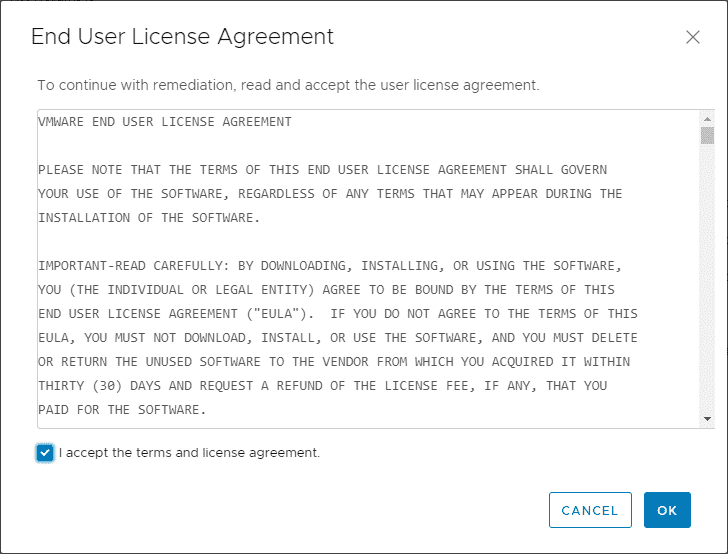 End User License Agreement
To continue with remediation, read and accept the user license agreement.
VMWARE END USER LICENSE AGREEMENT
PLEASE NOTE THAT THE TERMS OF THIS END USER LICENSE AGREEMENT SHALL GOVERN
YOUR USE OF THE SOFTWARE, REGARDLESS OF ANY TERMS THAT MAY APPEAR DURING THE
INSTALLATION OF THE SOFTWARE.
IMPORTANT-READ CAREFULLY: BY DOWNLOADING, INSTALLING, OR USING THE SOFTWARE,
YOU (THE INDIVIDUAL OR LEGAL ENTITY) AGREE TO BE BOUND BY THE TERMS OF THIS
END USER LICENSE AGREEMENT ("EULA").  IF YOU DO NOT AGREE TO THE TERMS OF THIS
EULA, YOU MUST NOT DOWNLOAD, INSTALL, OR USE THE SOFTWARE, AND YOU MUST DELETE
OR RETURN THE UNUSED SOFTWARE TO THE VENDOR FROM WHICH YOU ACQUIRED IT WITHIN
THIRTY (30) DAYS AND REQUEST A REFUND OF THE LICENSE FEE, IF ANY, THAT YOU
PAID FOR THE SOFTWARE.
I accept the terms and license agreement.
CANCEL
OK